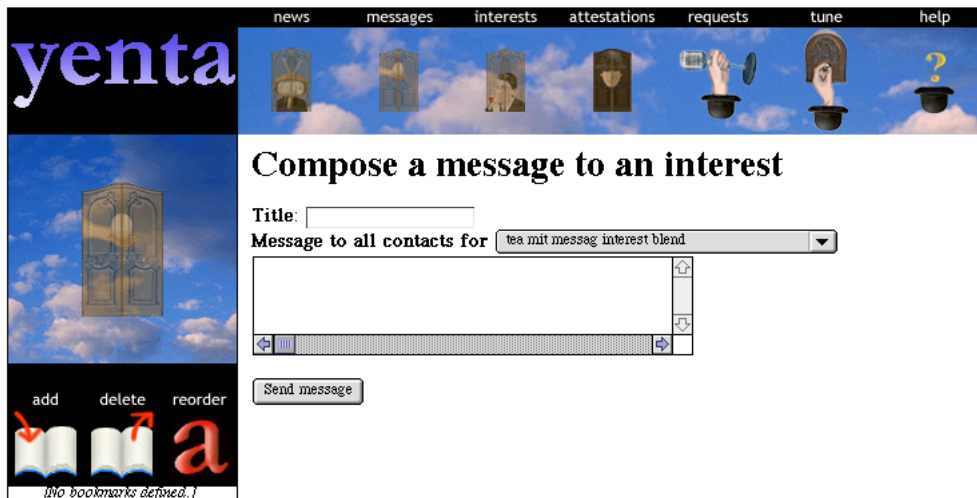 yenta
news messages interests attestations requests tune help
?
Compose a message to an interest
Title:
Message to all contacts for tea mit messag interest blend
Send message
add delete reorder
a
[No bookmarks defined.]